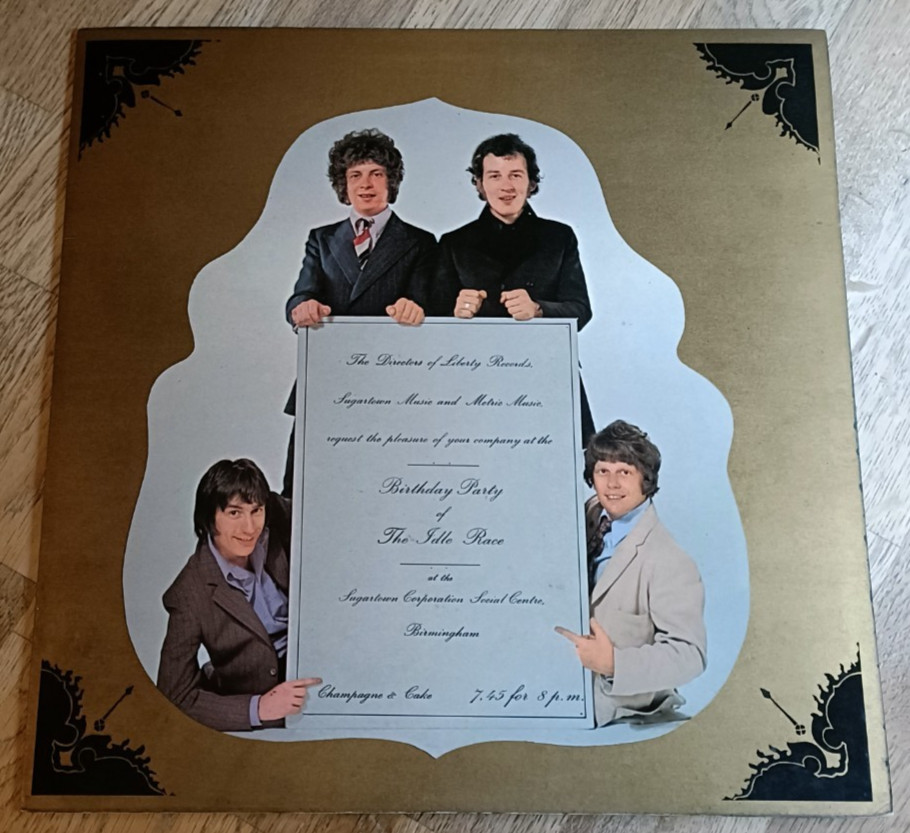 The Directors of Liberty Records,
Sugartown Music and Metric Music,
request the pleasure of your company at the
Birthday Party
of
The Idle Race
at the
Sugartown Corporation Social Centre,
Birmingham
Champagne & Cake 7.45 for 8 p.m.